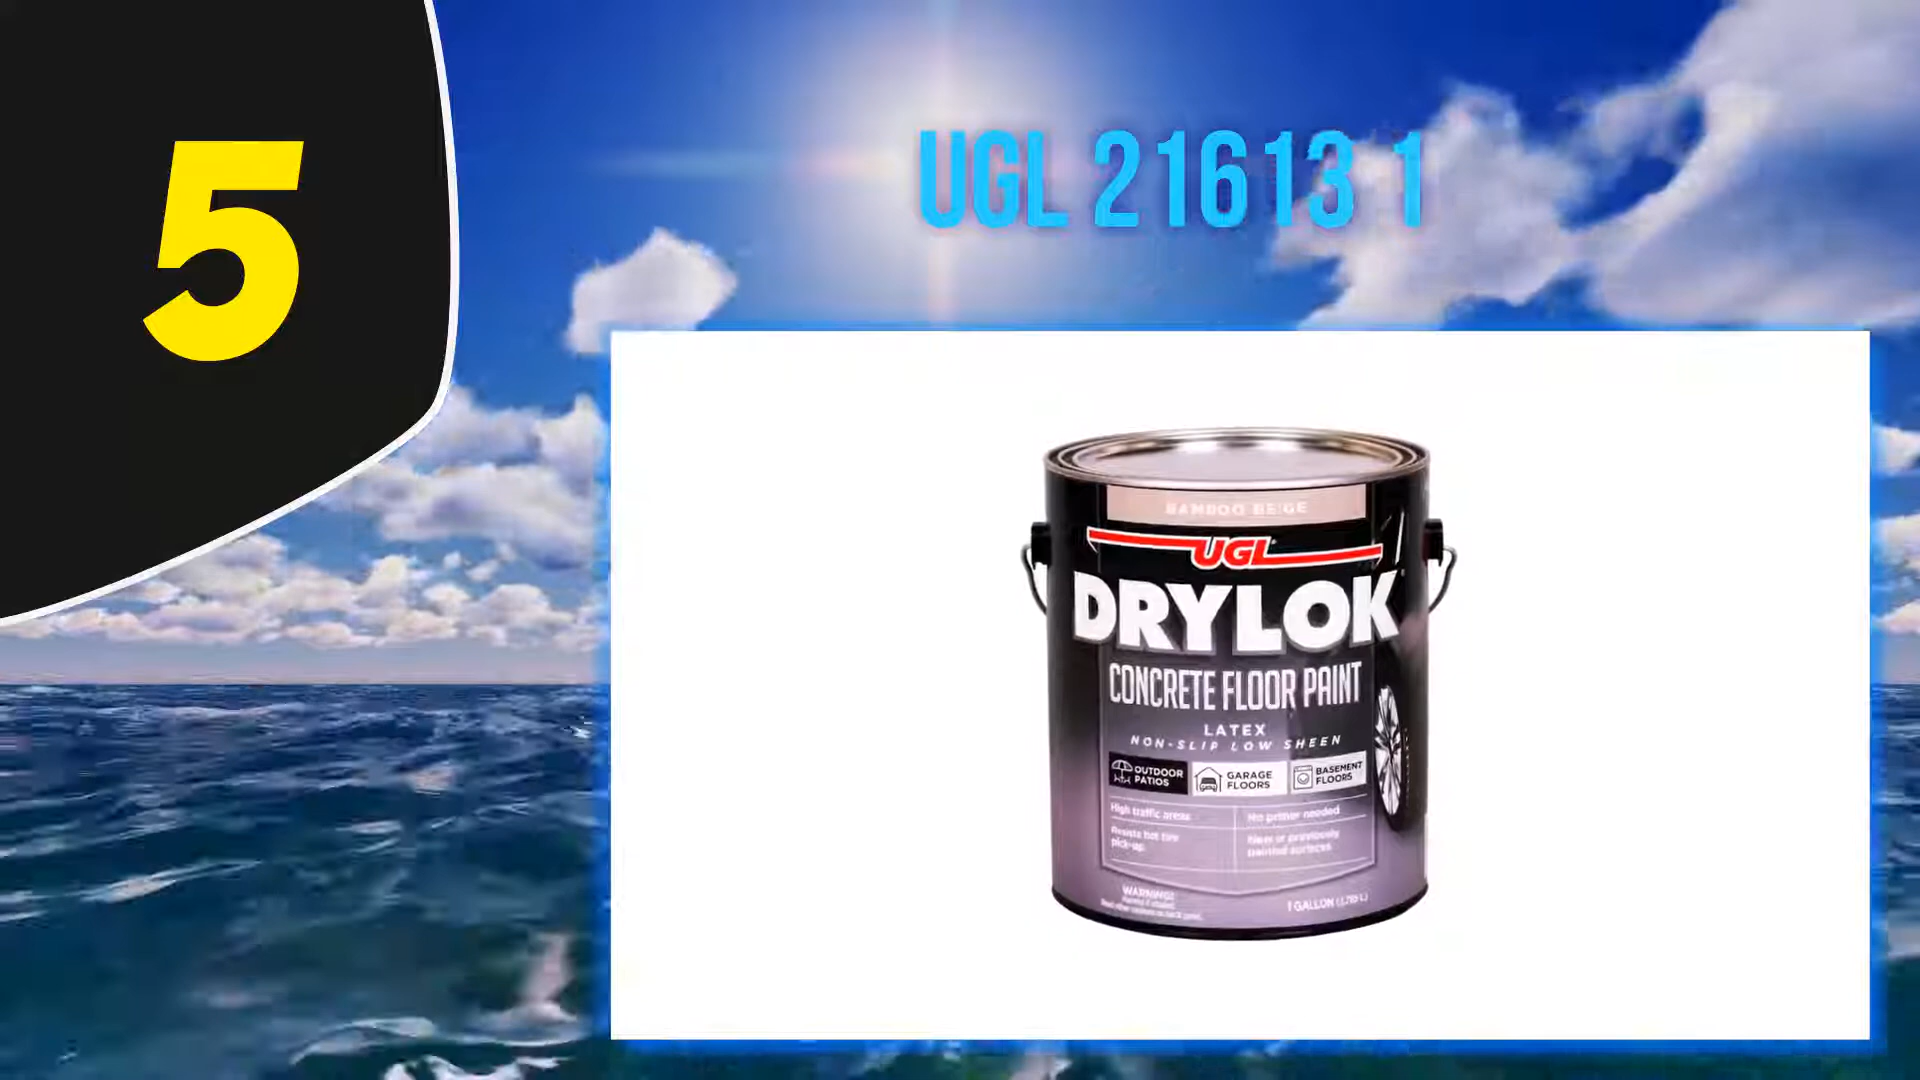 5
UGL 21613 1
BAMBOO BEIGE
UGL
DRYLOK
CONCRETE FLOOR PAINT
LATEX
NON-SLIP LOW SHEEN
OUTDOOR PATIOS
GARAGE FLOORS
BASEMENT FLOORS
High traffic areas
No primer needed
Resists hot tire pick-up
New or previously painted surfaces
WARNING!
1 GALLON (3.785 L)